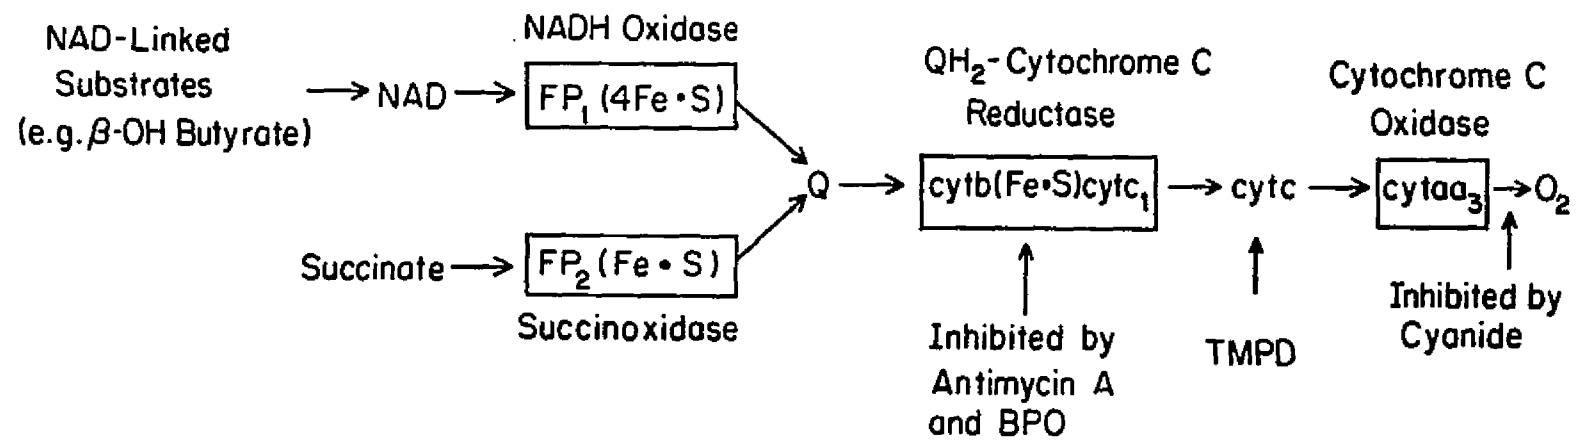 NAD-Linked
Substrates
(e.g. β-OH Butyrate)
NAD
NADH Oxidase
FP₁ (4Fe•S)
Succinate
FP₂ (Fe • S)
Succinoxidase
Q
QH₂-Cytochrome C
Reductase
cytb(Fe•S)cytc₁
Inhibited by
Antimycin A
and BPO
cytc
TMPD
Cytochrome C
Oxidase
cytaa₃
O₂
Inhibited by
Cyanide